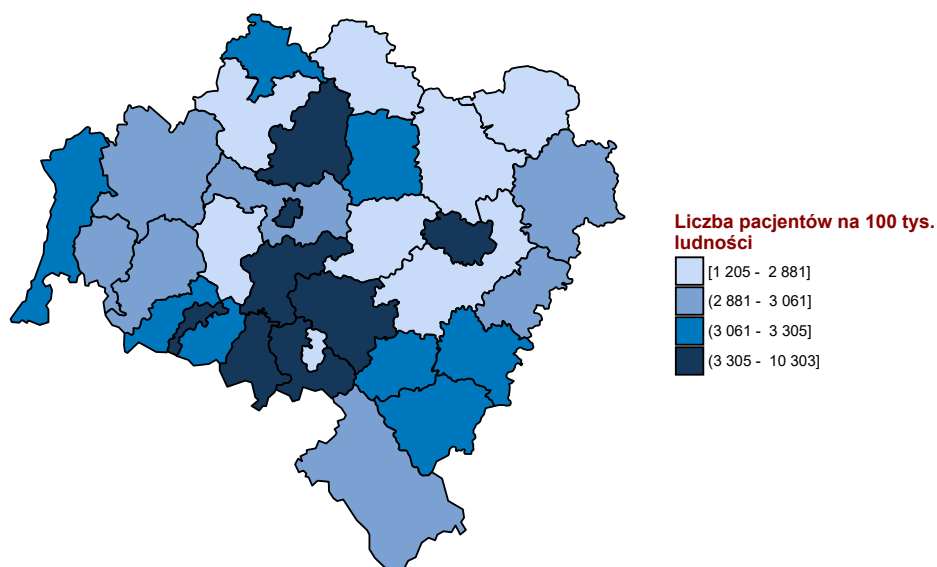 Liczba pacjentów na 100 tys.
ludności
[1 205 - 2 881]
(2 881 - 3 061]
(3 061 - 3 305]
(3 305 - 10 303]